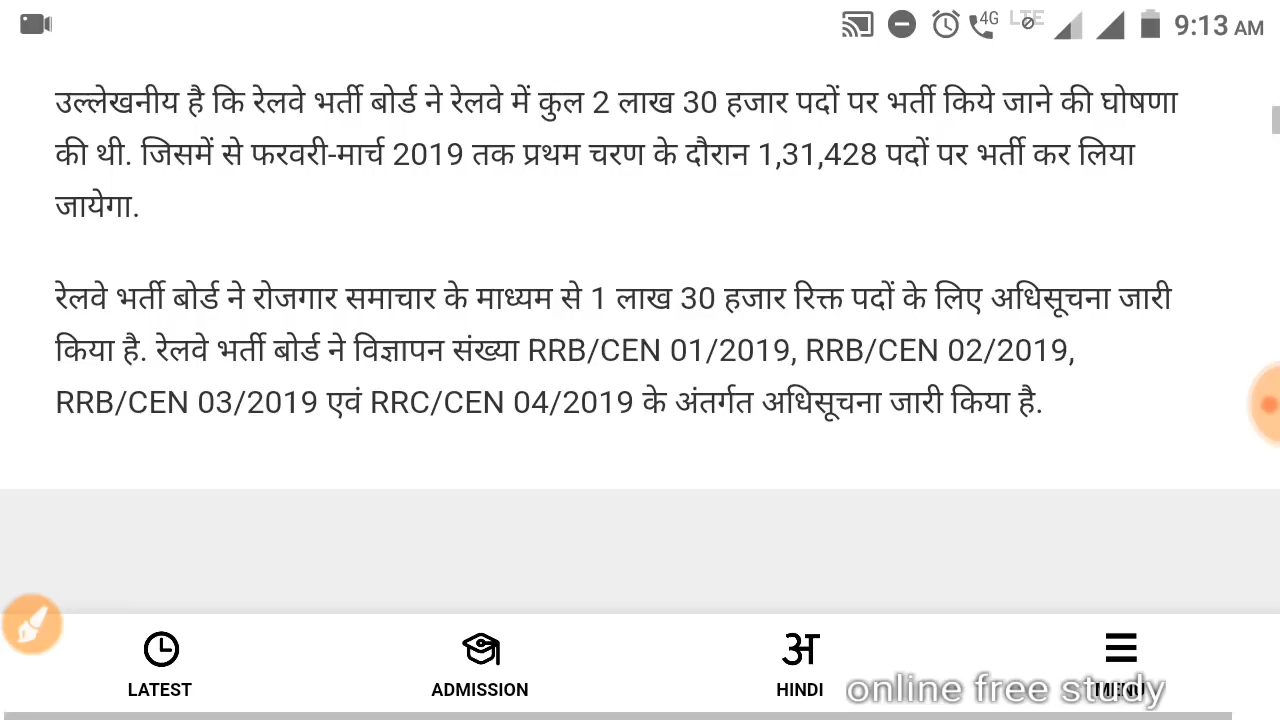 4G LTE 9:13 AM
उल्लेखनीय है कि रेलवे भर्ती बोर्ड ने रेलवे में कुल 2 लाख 30 हजार पदों पर भर्ती किये जाने की घोषणा
की थी. जिसमें से फरवरी-मार्च 2019 तक प्रथम चरण के दौरान 1,31,428 पदों पर भर्ती कर लिया
जायेगा.
रेलवे भर्ती बोर्ड ने रोजगार समाचार के माध्यम से 1 लाख 30 हजार रिक्त पदों के लिए अधिसूचना जारी
किया है. रेलवे भर्ती बोर्ड ने विज्ञापन संख्या RRB/CEN 01/2019, RRB/CEN 02/2019,
RRB/CEN 03/2019 एवं RRC/CEN 04/2019 के अंतर्गत अधिसूचना जारी किया है.
अ
LATEST ADMISSION HINDI MENU
online free study